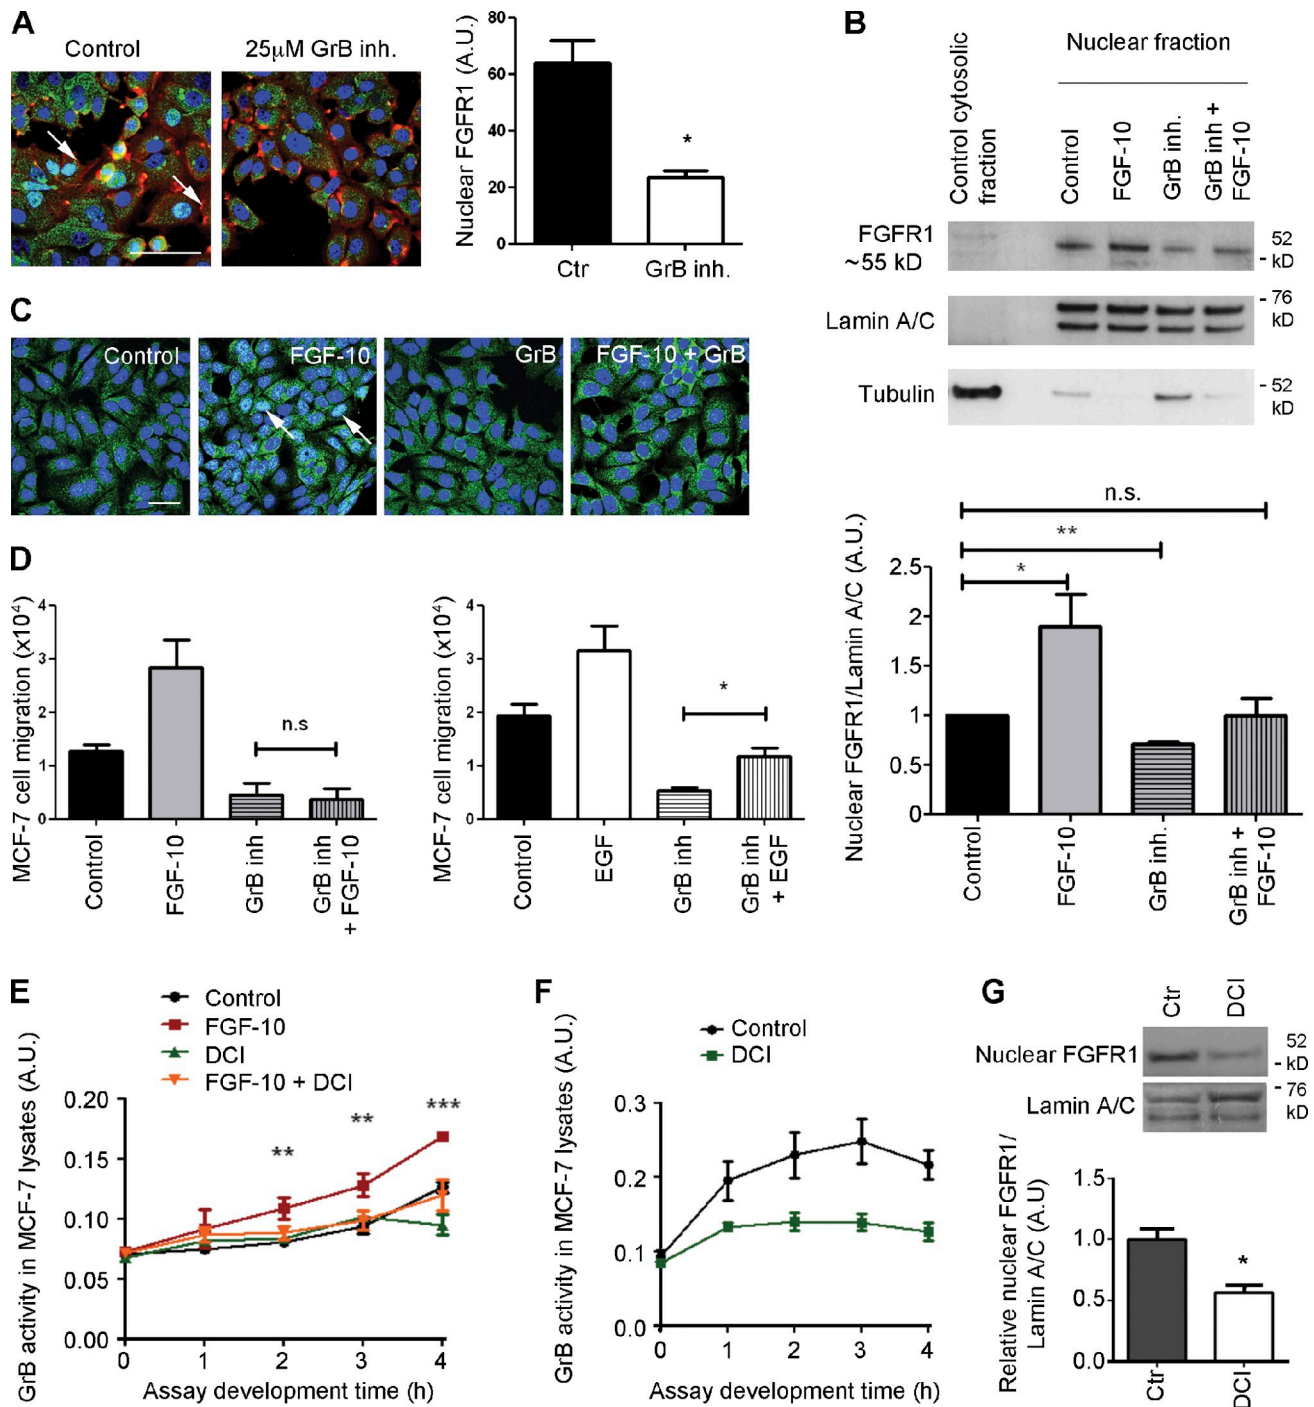 A
Control
25µM GrB inh.
Nuclear FGFR1 (A.U.)
80
60
40
20
0
*
Ctr
GrB inh.
B
Nuclear fraction
Control cytosolic
fraction
Control
FGF-10
GrB inh.
GrB inh +
FGF-10
FGFR1
~55 kD
52
- kD
Lamin A/C
- 76
kD
Tubulin
- 52
kD
n.s.
**
*
Nuclear FGFR1/Lamin A/C (A.U.)
2.5
2
1.5
1
0.5
0
Control
FGF-10
GrB inh.
GrB inh +
FGF-10
C
Control
FGF-10
GrB
FGF-10 + GrB
D
MCF-7 cell migration (x10⁴)
4
3
2
1
0
n.s
Control
FGF-10
GrB inh
GrB inh
+ FGF-10
MCF-7 cell migration (x10⁴)
4
3
2
1
0
*
Control
EGF
GrB inh
GrB inh
+ EGF
E
Control
FGF-10
DCI
FGF-10 + DCI
GrB activity in MCF-7 lysates (A.U.)
0.20
0.15
0.10
0.05
0.00
**
**
***
0 1 2 3 4
Assay development time (h)
F
Control
DCI
GrB activity in MCF-7 lysates (A.U.)
0.3
0.2
0.1
0.0
0 1 2 3 4
Assay development time (h)
G
Ctr
DCI
Nuclear FGFR1
52
- kD
Lamin A/C
- 76
kD
Relative nuclear FGFR1/
Lamin A/C (A.U)
1.5
1.0
0.5
0.0
*
Ctr
DCI